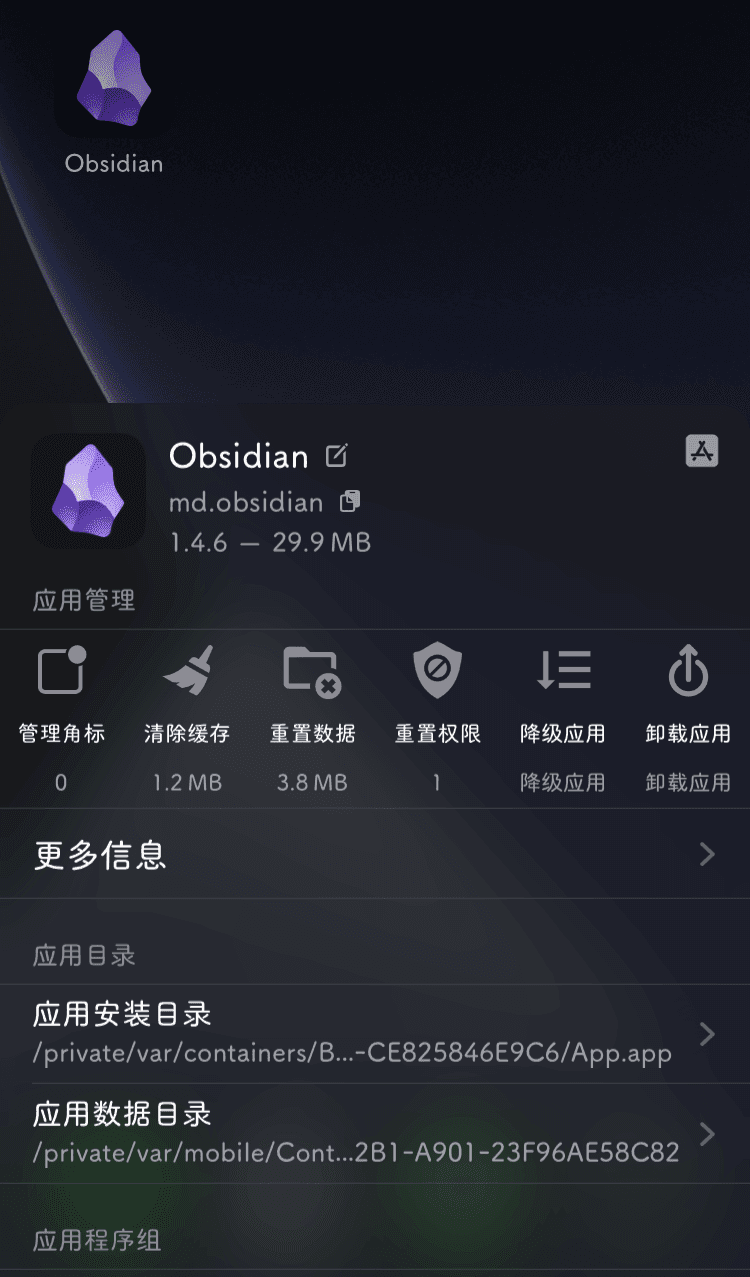 Obsidian
Obsidian
md.obsidian
1.4.6 — 29.9 MB
应用管理
管理角标 清除缓存 重置数据 重置权限 降级应用 卸载应用
0 1.2 MB 3.8 MB 1 降级应用 卸载应用
更多信息
应用目录
应用安装目录
/private/var/containers/B...-CE825846E9C6/App.app
应用数据目录
/private/var/mobile/Cont...2B1-A901-23F96AE58C82
应用程序组